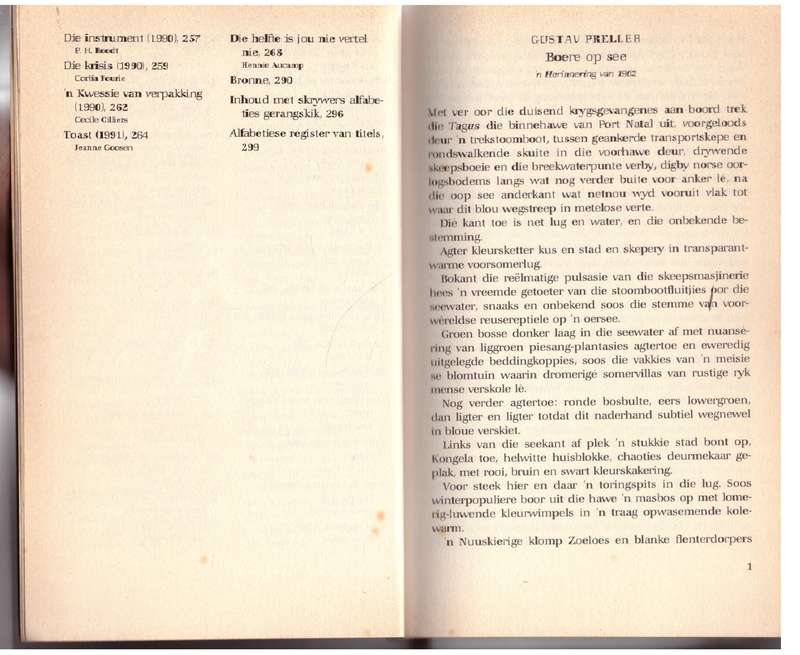 Die instrument (1990), 257
P. H. Roodt
Die krisis (1990), 259
Corlia Fourie
'n Kwessie van verpakking
(1990), 262
Cecile Cilliers
Toast (1991), 264
Jeanne Goosen
Die helfte is jou nie vertel
nie, 268
Hennie Aucamp
Bronne, 290
Inhoud met skrywers alfabe-
ties gerangskik, 296
Alfabetiese register van titels,
299
GUSTAV PRELLER
Boere op see
'n Herinnering van 1902
Met ver oor die duisend krygsgevangenes aan boord trek
die Tagus die binnehawe van Port Natal uit, voorgeloods
deur 'n trekstoomboot, tussen geankerde transportskepe en
rondswalkende skuite in die voorhawe deur, drywende
skeepsboeie en die breekwaterpunte verby, digby norse oor-
logsbodems langs wat nog verder buite voor anker lê, na
die oop see anderkant wat netnou wyd vooruit vlak tot
waar dit blou wegstreep in metelose verte.
Die kant toe is net lug en water, en die onbekende be-
stemming.
Agter kleursketter kus en stad en skepery in transparant-
warme voorsomerlug.
Bokant die reëlmatige pulsasie van die skeepsmasjinerie
hees 'n vreemde getoeter van die stoombootfluitjies oor die
seewater, snaaks en onbekend soos die stemme van voor-
wêreldse reusereptiele op 'n oersee.
Groen bosse donker laag in die seewater af met nuanse-
ring van liggroen piesang-plantasies agtertoe en eweredig
uitgelegde beddingkoppies, soos die vakkies van 'n meisie
se blomtuin waarin dromerige somervillas van rustige ryk
mense verskole lê.
Nog verder agtertoe: ronde bosbulte, eers lowergroen,
dan ligter en ligter totdat dit naderhand subtiel wegnewel
in bloue verskiet.
Links van die seekant af plek 'n stukkie stad bont op,
Kongela toe, helwitte huisblokke, chaoties deurmekaar ge-
plak, met rooi, bruin en swart kleurskakering.
Voor steek hier en daar 'n toringspits in die lug. Soos
winterpopuliere boor uit die hawe 'n masbos op met lome-
rig-luwende kleurwimpels in 'n traag opwasemende kole-
warm.
'n Nuuskierige klomp Zoeloes en blanke flenterdorpers
1